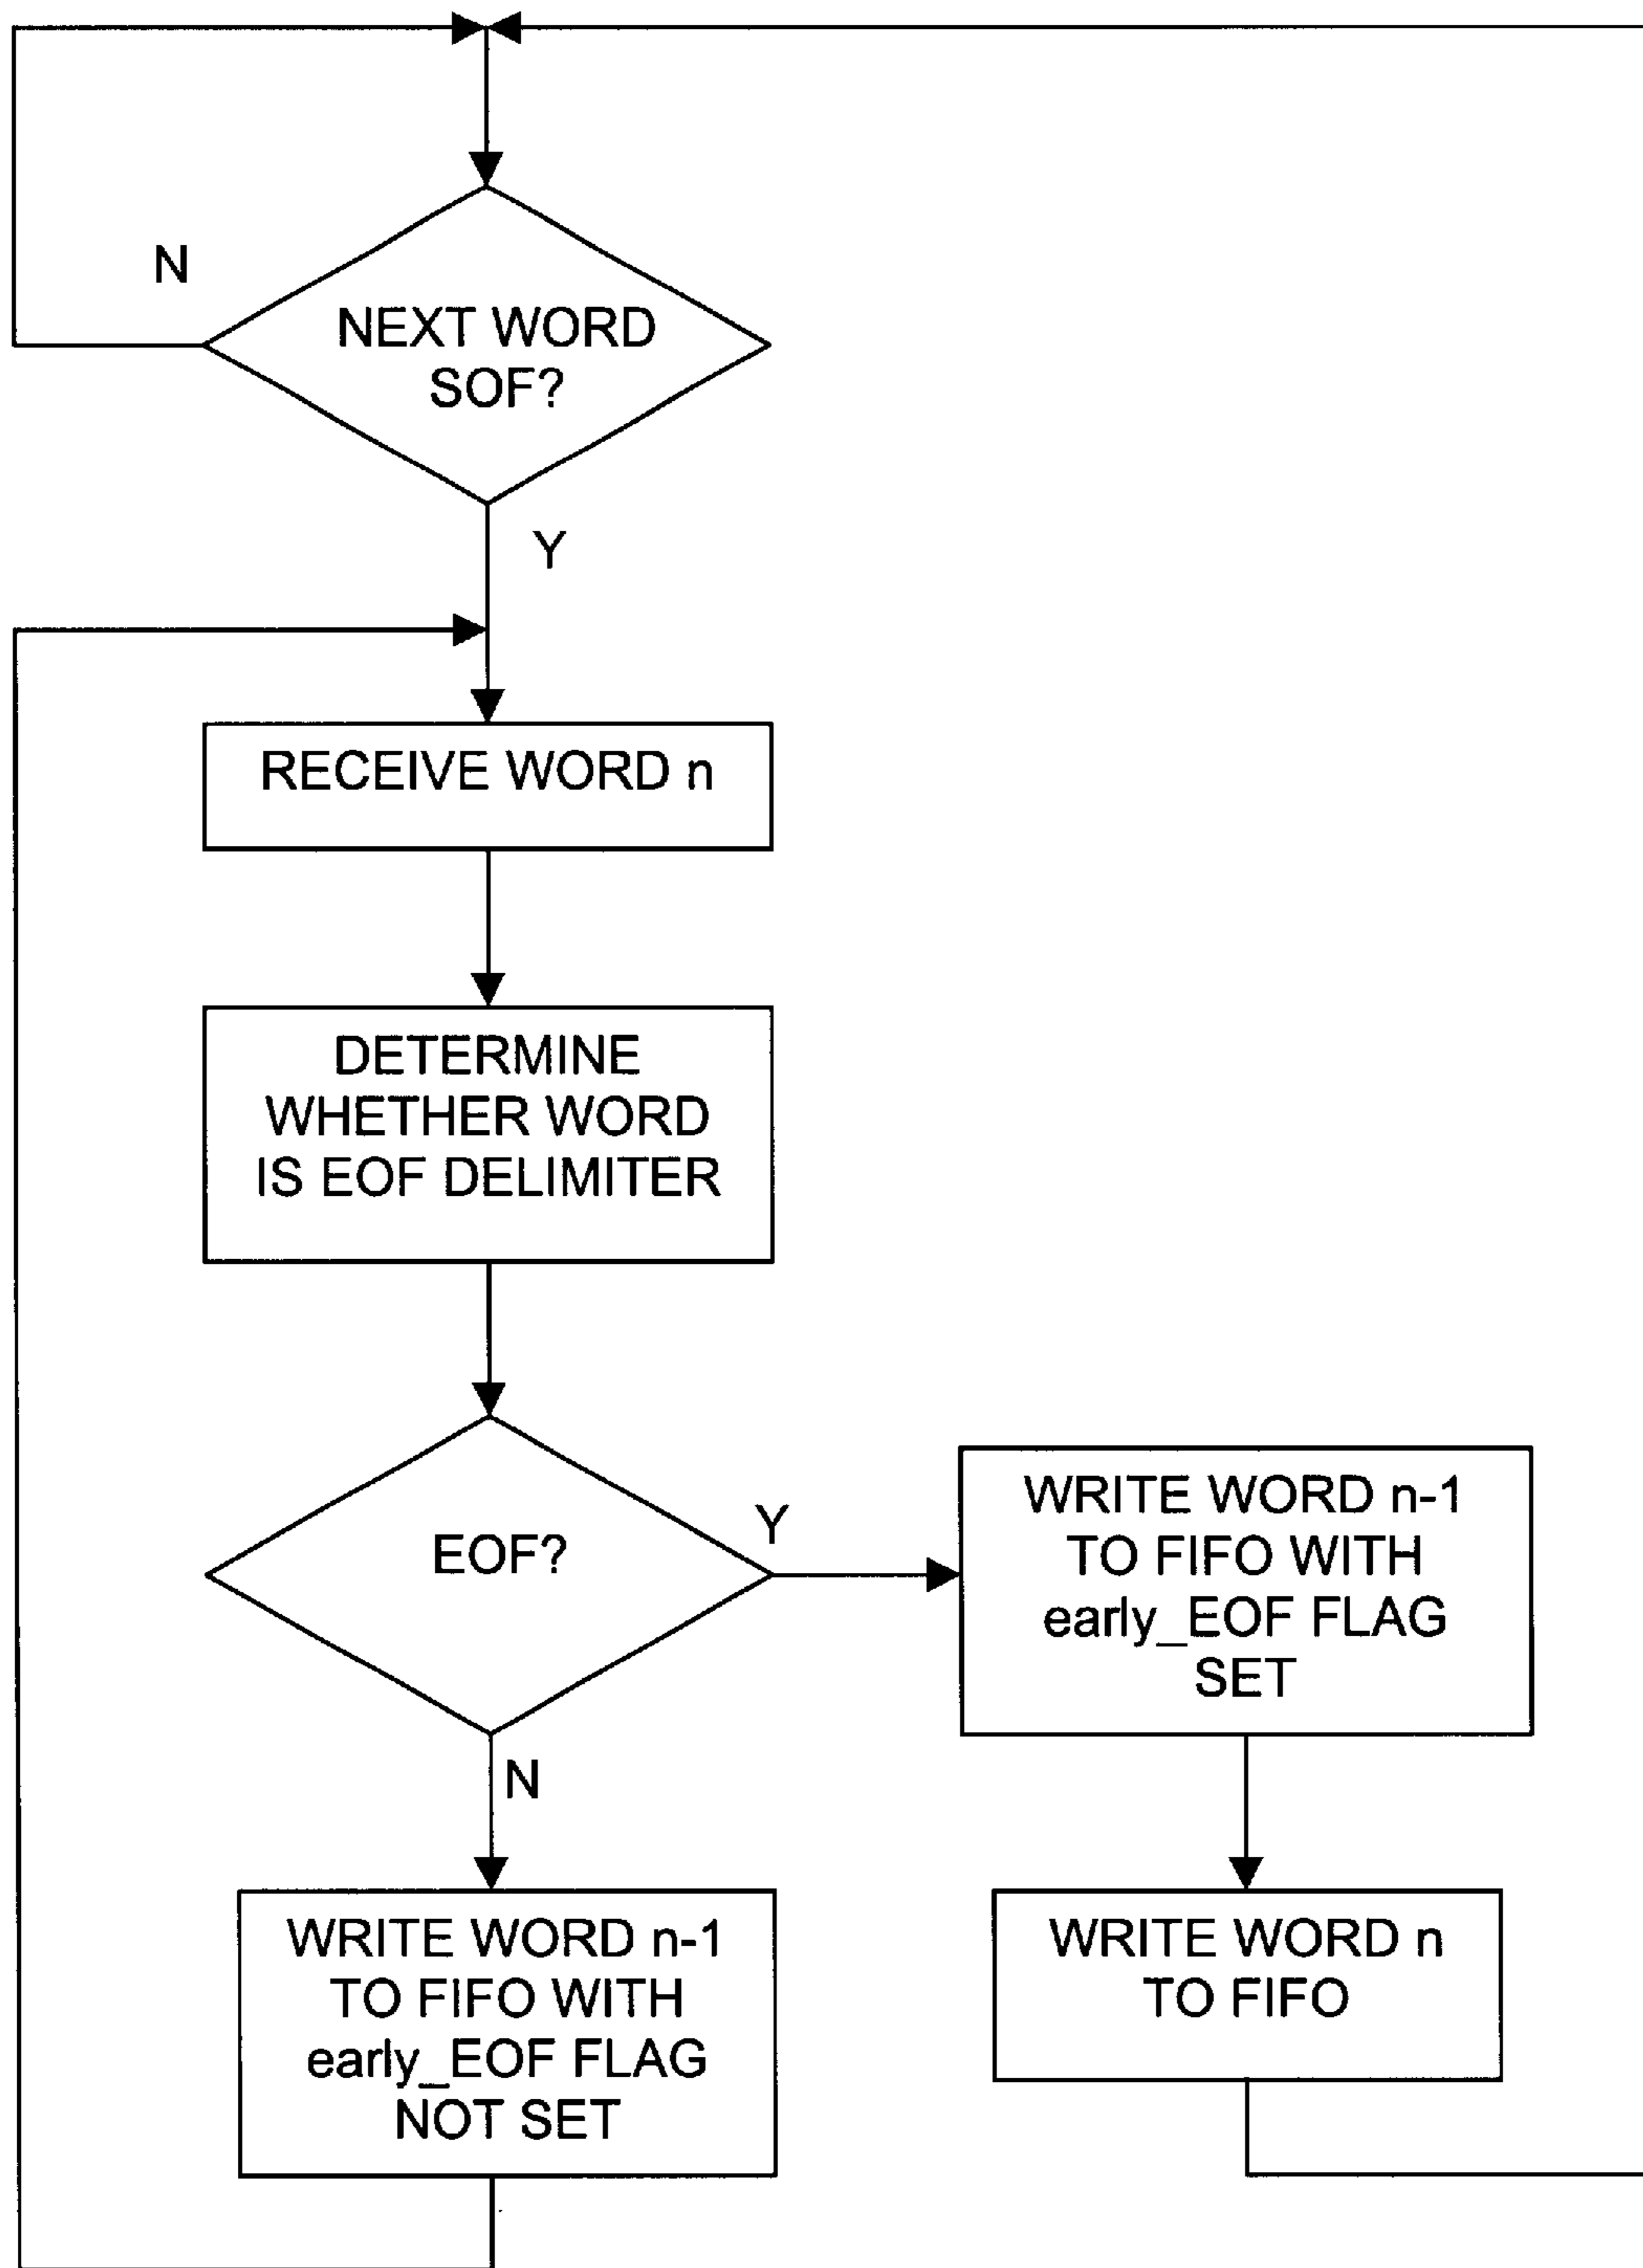 N
NEXT WORD
SOF?
Y
RECEIVE WORD n
DETERMINE
WHETHER WORD
IS EOF DELIMITER
EOF?
Y
N
WRITE WORD n-1
TO FIFO WITH
early_EOF FLAG
SET
WRITE WORD n-1
TO FIFO WITH
early_EOF FLAG
NOT SET
WRITE WORD n
TO FIFO